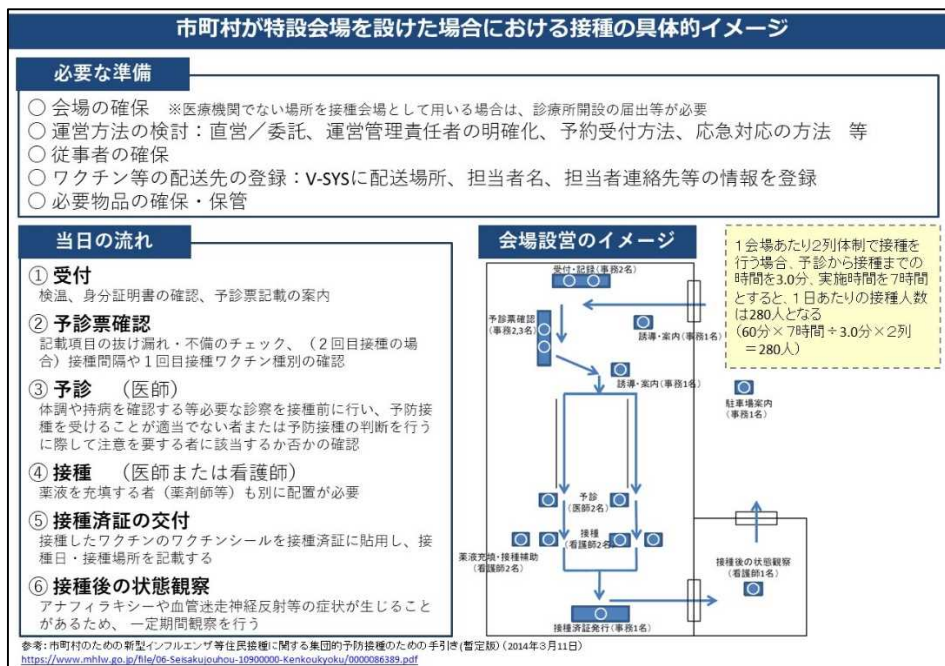 市町村が特設会場を設けた場合における接種の具体的イメージ
必要な準備
○ 会場の確保　※医療機関でない場所を接種会場として用いる場合は、診療所開設の届出等が必要
○ 運営方法の検討：直営／委託、運営管理責任者の明確化、予約受付方法、応急対応の方法　等
○ 従事者の確保
○ ワクチン等の配送先の登録：V-SYSに配送場所、担当者名、担当者連絡先等の情報を登録
○ 必要物品の確保・保管
当日の流れ
① 受付
検温、身分証明書の確認、予診票記載の案内
② 予診票確認
記載項目の抜け漏れ・不備のチェック、（２回目接種の場
合）接種間隔や１回目接種ワクチン種別の確認
③ 予診　（医師）
体調や持病を確認する等必要な診察を接種前に行い、予防接
種を受けることが適当でない者または予防接種の判断を行う
に際して注意を要する者に該当するか否かの確認
④ 接種　（医師または看護師）
薬液を充填する者（薬剤師等）も別に配置が必要
⑤ 接種済証の交付
接種したワクチンのワクチンシールを接種済証に貼用し、接
種日・接種場所を記載する
⑥ 接種後の状態観察
アナフィラキシーや血管迷走神経反射等の症状が生じること
があるため、一定期間観察を行う
会場設営のイメージ
受付・記録（事務2名）
予診票確認
（事務2,3名）
誘導・案内（事務1名）
誘導・案内（事務1名）
駐車場案内
（事務1名）
予診
（医師2名）
接種
（看護師2名）
薬液充填・接種補助
（看護師2名）
接種後の状態観察
（看護師1名）
接種済証発行（事務1名）
１会場あたり２列体制で接種を
行う場合、予診から接種までの
時間を3.0分、実施時間を７時間
とすると、１日あたりの接種人数
は280人となる
（60分×７時間÷3.0分×２列
＝280人）
参考：市町村のための新型インフルエンザ等住民接種に関する集団的予防接種のための手引き（暫定版）（2014年３月11日）
https://www.mhlw.go.jp/file/06-Seisakujouhou-10900000-Kenkoukyoku/0000086389.pdf